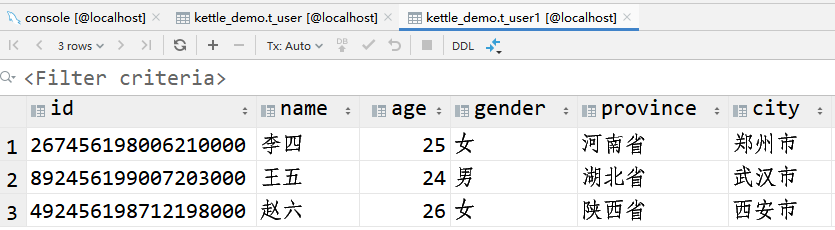 console [@localhost] kettle_demo.t_user [@localhost] kettle_demo.t_user1 [@localhost]
3 rows Tx: Auto DB DDL
<Filter criteria>
id name age gender province city
1 267456198006210000 李四 25 女 河南省 郑州市
2 892456199007203000 王五 24 男 湖北省 武汉市
3 492456198712198000 赵六 26 女 陕西省 西安市